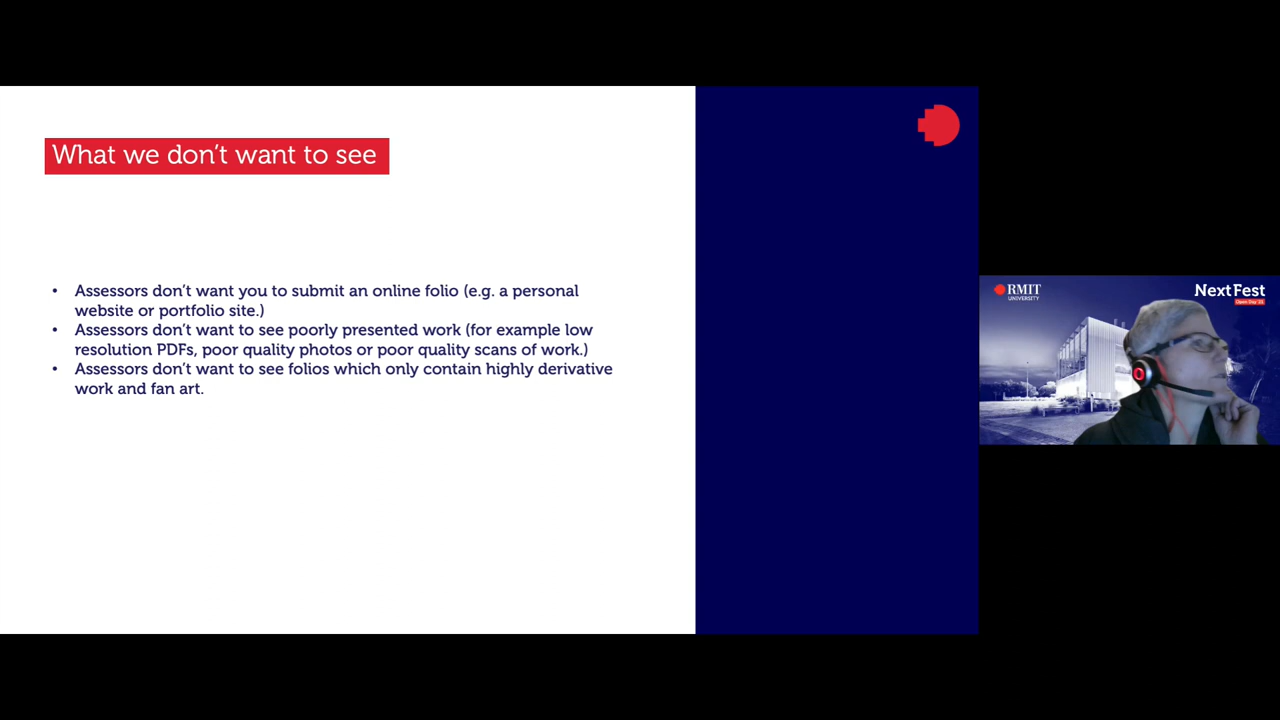 What we don't want to see
• Assessors don't want you to submit an online folio (e.g. a personal
website or portfolio site.)
• Assessors don't want to see poorly presented work (for example low
resolution PDFs, poor quality photos or poor quality scans of work.)
• Assessors don't want to see folios which only contain highly derivative
work and fan art.
RMIT
UNIVERSITY
NextFest
Open Day'21